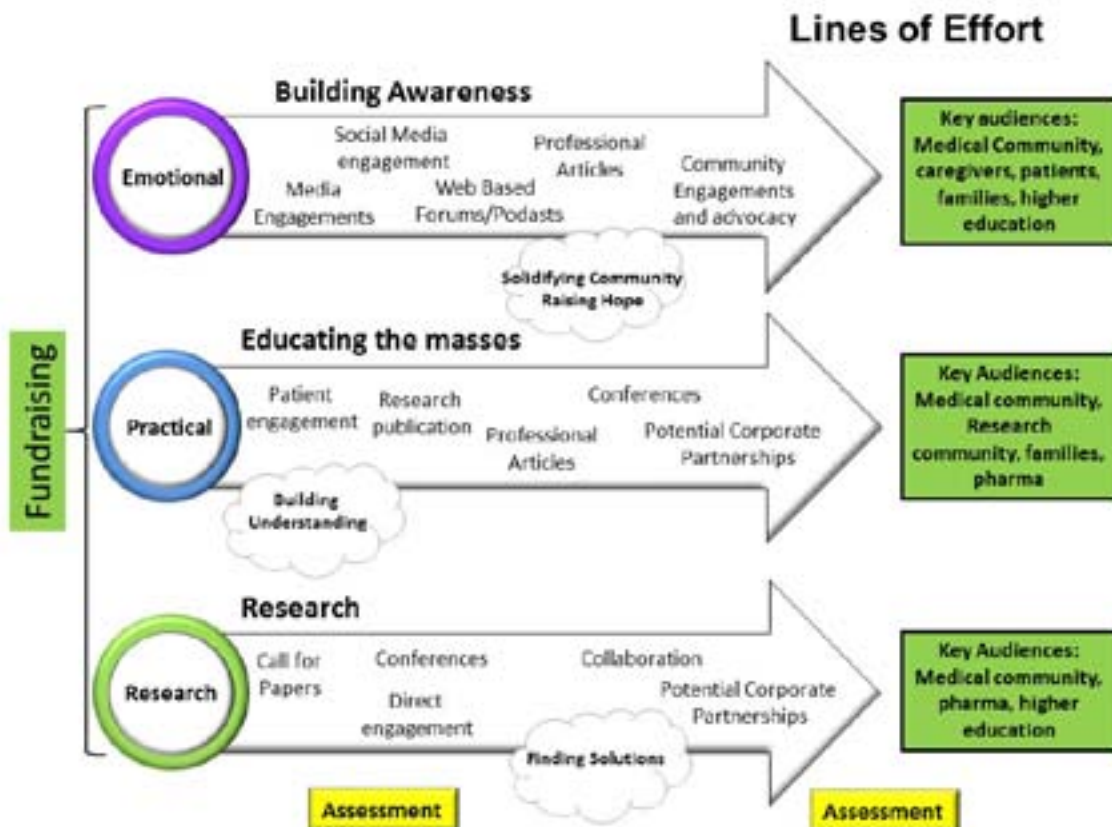 Lines of Effort
Fundraising
Building Awareness
Emotional
Social Media
engagement
Professional
Articles
Media
Engagements
Web Based
Forums/Podasts
Community
Engagements
and advocacy
Solidifying Community
Raising Hope
Key audiences:
Medical Community,
caregivers, patients,
families, higher
education
Educating the masses
Practical
Patient
engagement
Research
publication
Conferences
Professional
Articles
Potential Corporate
Partnerships
Building
Understanding
Key Audiences:
Medical community,
Research
community, families,
pharma
Research
Research
Call for
Papers
Conferences
Collaboration
Direct
engagement
Potential Corporate
Partnerships
Finding Solutions
Key Audiences:
Medical community,
pharma, higher
education
Assessment
Assessment